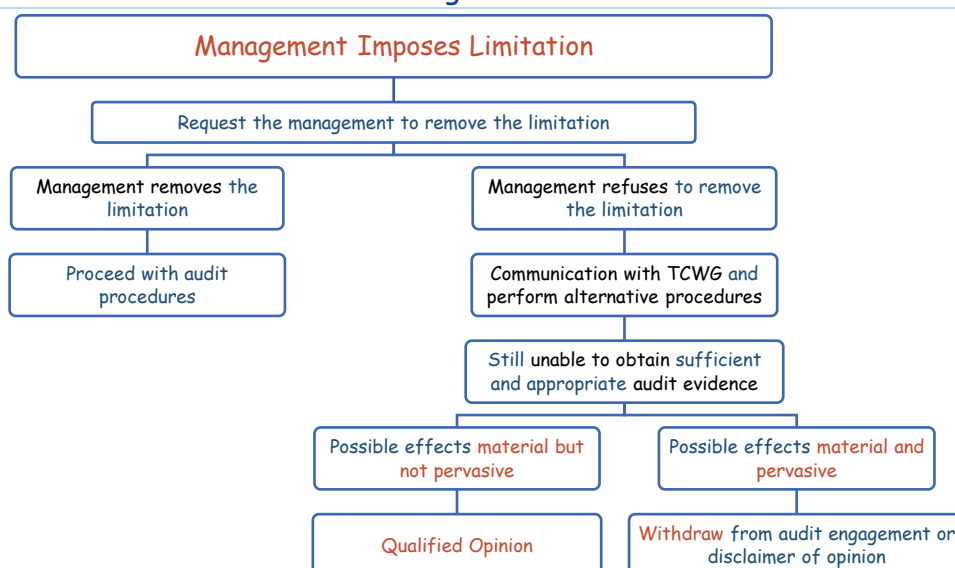 Management Imposes Limitation
Request the management to remove the limitation
Management removes the
limitation
Management refuses to remove
the limitation
Proceed with audit
procedures
Communication with TCWG and
perform alternative procedures
Still unable to obtain sufficient
and appropriate audit evidence
Possible effects material but
not pervasive
Possible effects material and
pervasive
Qualified Opinion
Withdraw from audit engagement or
disclaimer of opinion